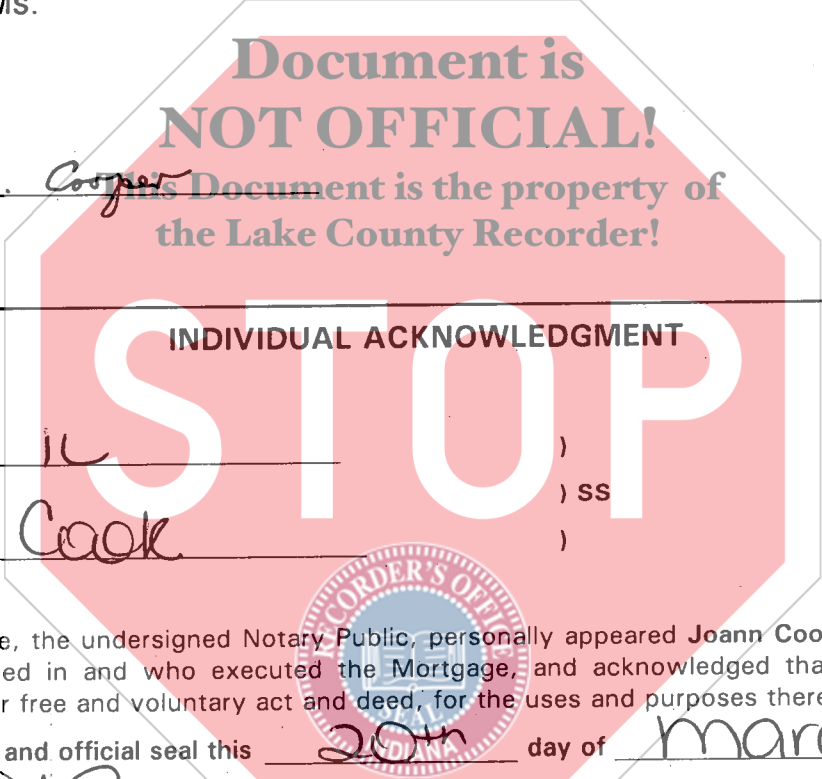 MS.
Document is
NOT OFFICIAL!
. Cooper
This Document is the property of
the Lake County Recorder!
STOP
INDIVIDUAL ACKNOWLEDGMENT
IL )
) SS
Cook )
RECORDER'S OFFICE
e, the undersigned Notary Public, personally appeared Joann Coo
ed in and who executed the Mortgage, and acknowledged tha
r free and voluntary act and deed, for the uses and purposes there
SEAL
INDIANA
and official seal this 20th day of Marc